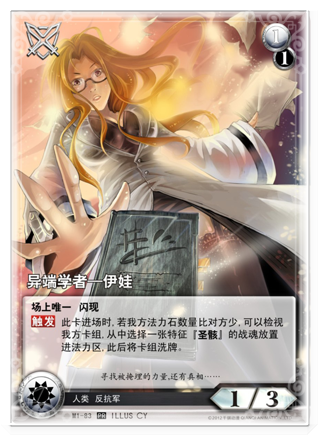 1
1
异端学者—伊娃
场上唯一 闪现
触发 此卡进场时，若我方法力石数量比对方少，可以检视
我方卡组，从中选择一张特征『圣骸』的战魂放置
进法力区，此后将卡组洗牌。
寻找被掩埋的力量，还有真相……
人类 反抗军
1/3
M1-83 ILLUS CY